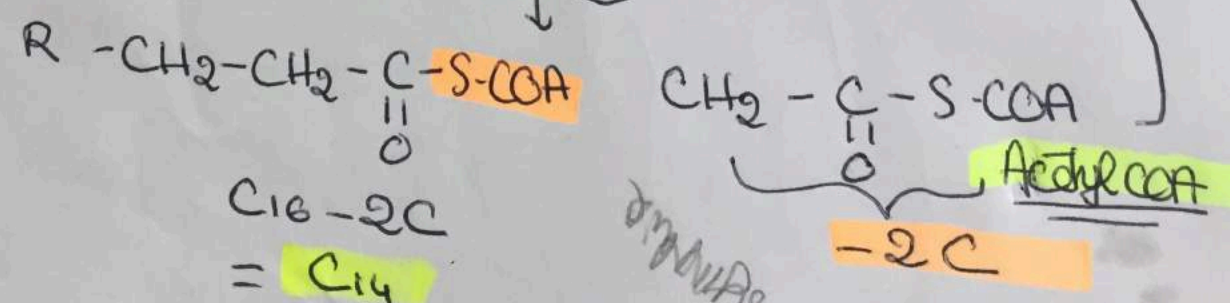 R -CH2-CH2-C-S-COA
||
O
C16-2C
= C14
CH2-C-S-COA
||
O
Acetyl COA
-2C